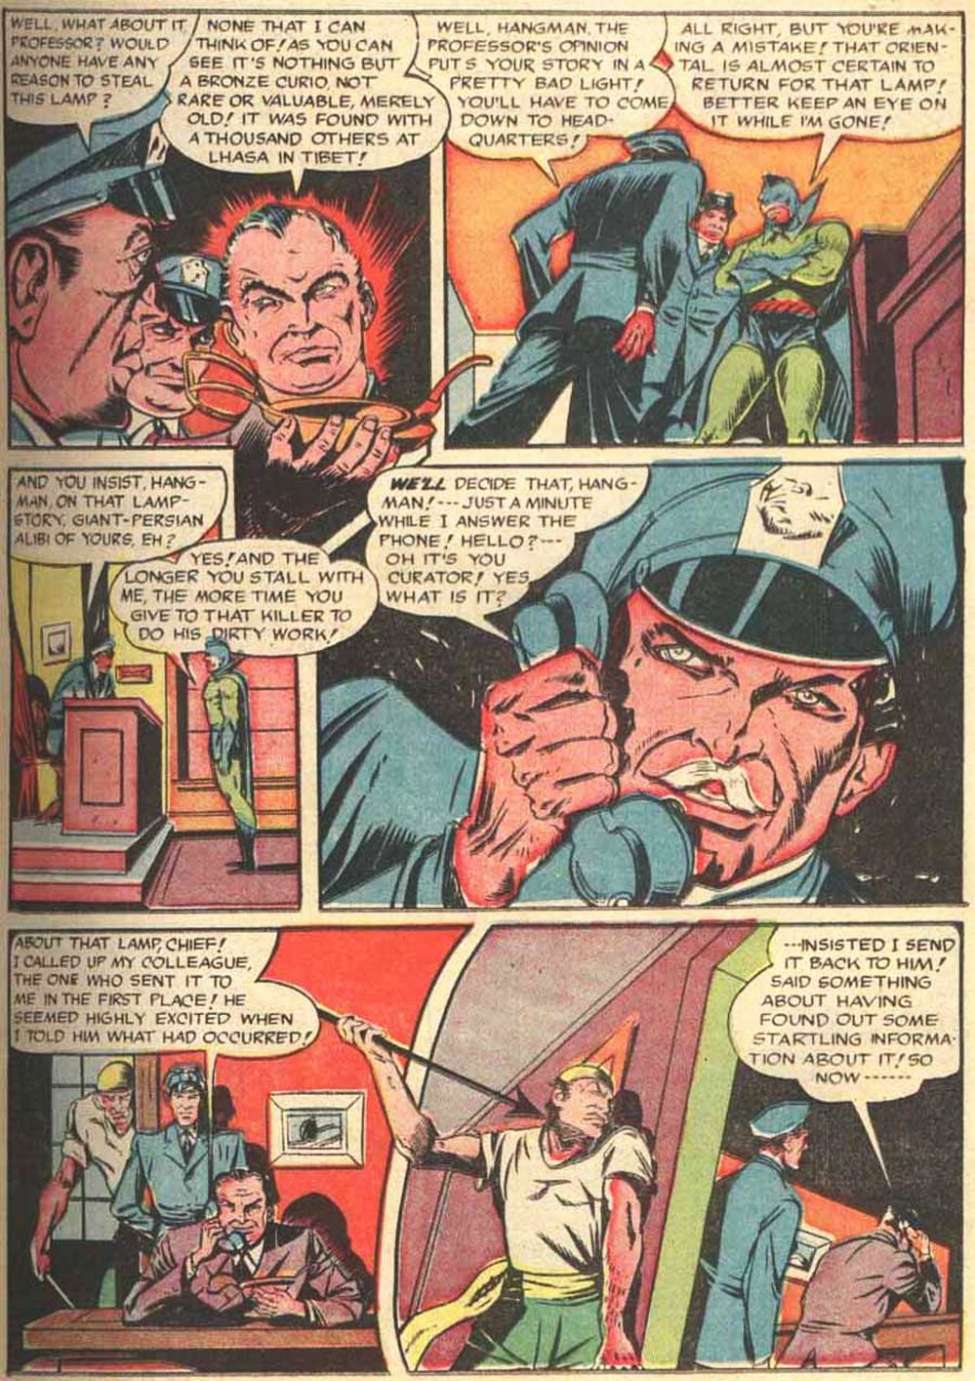 WELL, WHAT ABOUT IT,
PROFESSOR? WOULD
ANYONE HAVE ANY
REASON TO STEAL
THIS LAMP?
NONE THAT I CAN
THINK OF! AS YOU CAN
SEE IT'S NOTHING BUT
A BRONZE CURIO, NOT
RARE OR VALUABLE, MERELY
OLD! IT WAS FOUND WITH
A THOUSAND OTHERS AT
LHASA IN TIBET!
WELL, HANGMAN, THE
PROFESSOR'S OPINION
PUTS YOUR STORY IN A
PRETTY BAD LIGHT!
YOU'LL HAVE TO COME
DOWN TO HEAD-
QUARTERS!
ALL RIGHT, BUT YOU'RE MAK-
ING A MISTAKE! THAT ORIEN-
TAL IS ALMOST CERTAIN TO
RETURN FOR THAT LAMP!
BETTER KEEP AN EYE ON
IT WHILE I'M GONE!
AND YOU INSIST, HANG-
MAN, ON THAT LAMP-
STORY, GIANT-PERSIAN
ALIBI OF YOURS, EH?
YES! AND THE
LONGER YOU STALL WITH
ME, THE MORE TIME YOU
GIVE TO THAT KILLER TO
DO HIS DIRTY WORK!
WE'LL DECIDE THAT, HANG-
MAN!--- JUST A MINUTE
WHILE I ANSWER THE
PHONE! HELLO?---
OH IT'S YOU
CURATOR! YES,
WHAT IS IT?
ABOUT THAT LAMP, CHIEF!
I CALLED UP MY COLLEAGUE,
THE ONE WHO SENT IT TO
ME IN THE FIRST PLACE! HE
SEEMED HIGHLY EXCITED WHEN
I TOLD HIM WHAT HAD OCCURRED!
---INSISTED I SEND
IT BACK TO HIM!
SAID SOMETHING
ABOUT HAVING
FOUND OUT SOME
STARTLING INFORMA-
TION ABOUT IT! SO
NOW ------